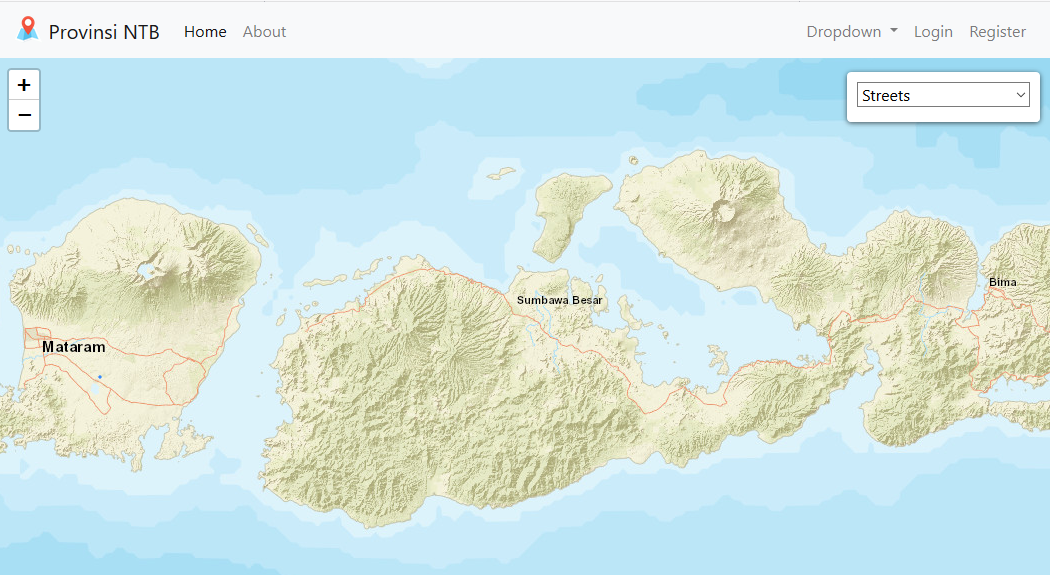 Provinsi NTB Home About Dropdown Login Register
+
−
Streets
Bima
Sumbawa Besar
Mataram